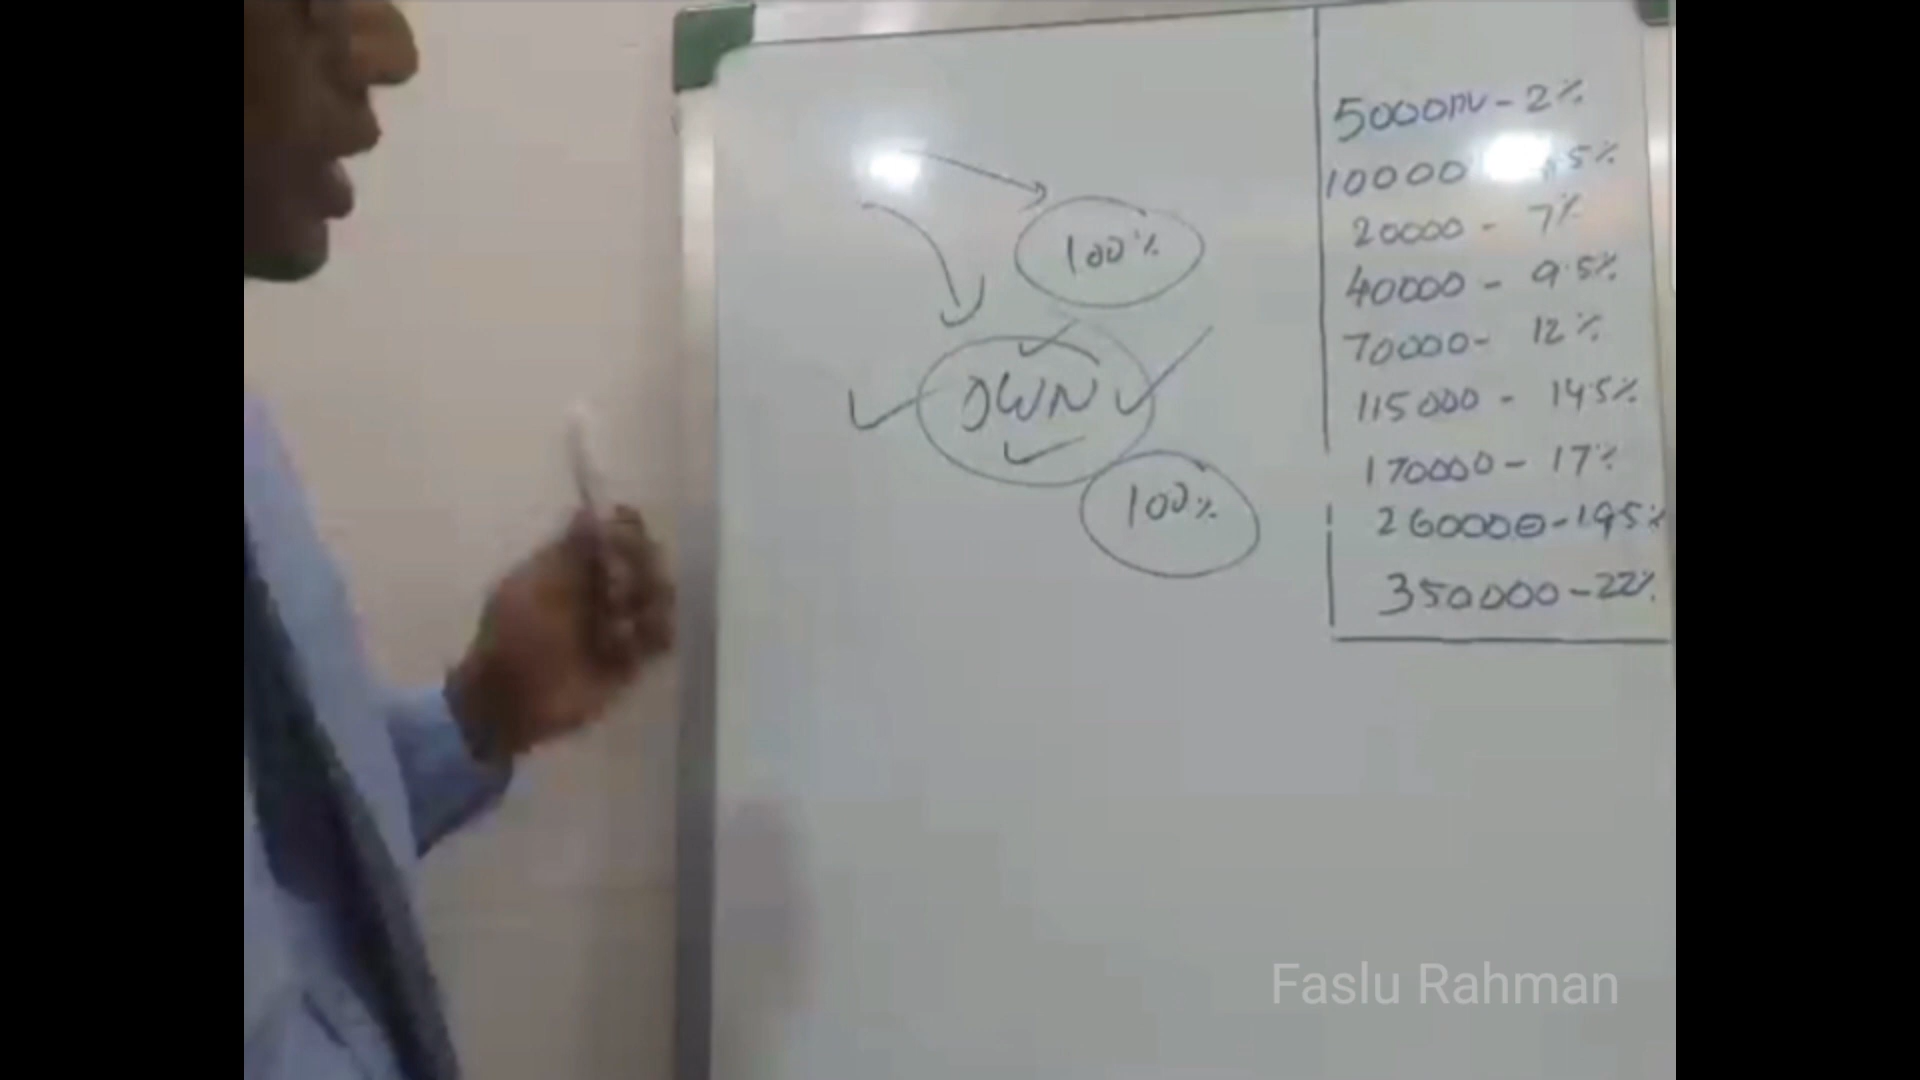 100%
OWN
100%
5000PV - 2%
10000
20000 - 7%
40000 - 9.5%
70000 - 12%
115000 - 14.5%
170000 - 17%
260000 - 19.5%
350000 - 22%
Faslu Rahman